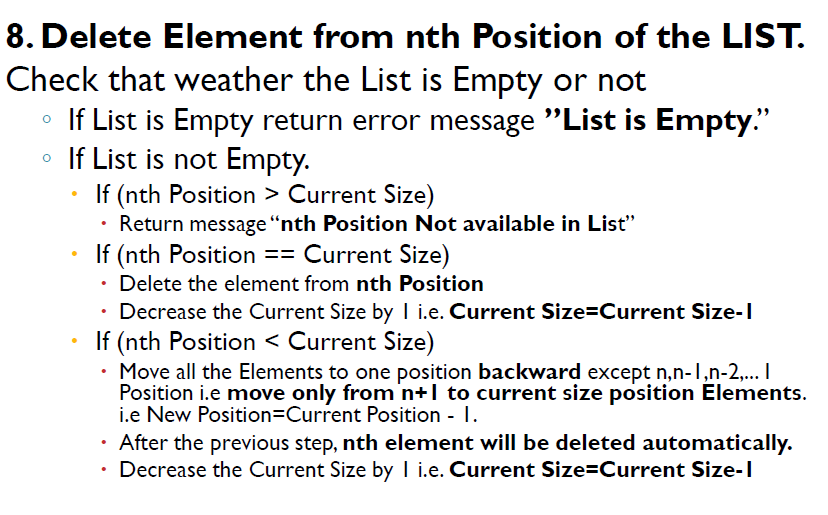 8. Delete Element from nth Position of the LIST.
Check that weather the List is Empty or not
◦ If List is Empty return error message ”List is Empty.”
◦ If List is not Empty.
• If (nth Position > Current Size)
• Return message “nth Position Not available in List”
• If (nth Position == Current Size)
• Delete the element from nth Position
• Decrease the Current Size by 1 i.e. Current Size=Current Size-1
• If (nth Position < Current Size)
• Move all the Elements to one position backward except n,n-1,n-2,... 1
Position i.e move only from n+1 to current size position Elements.
i.e New Position=Current Position - 1.
• After the previous step, nth element will be deleted automatically.
• Decrease the Current Size by 1 i.e. Current Size=Current Size-1